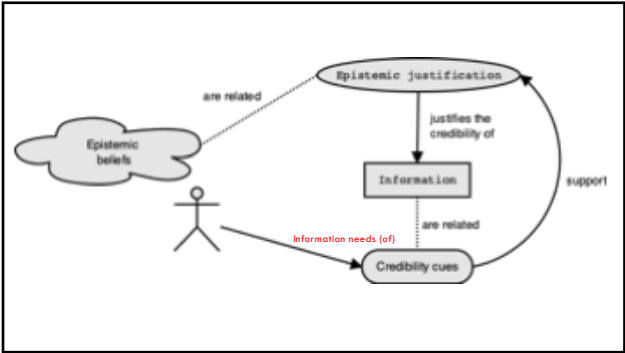 Epistemic justification
are related
justifies the
credibility of
Epistemic
beliefs
Information
support
are related
Information needs (of)
Credibility cues